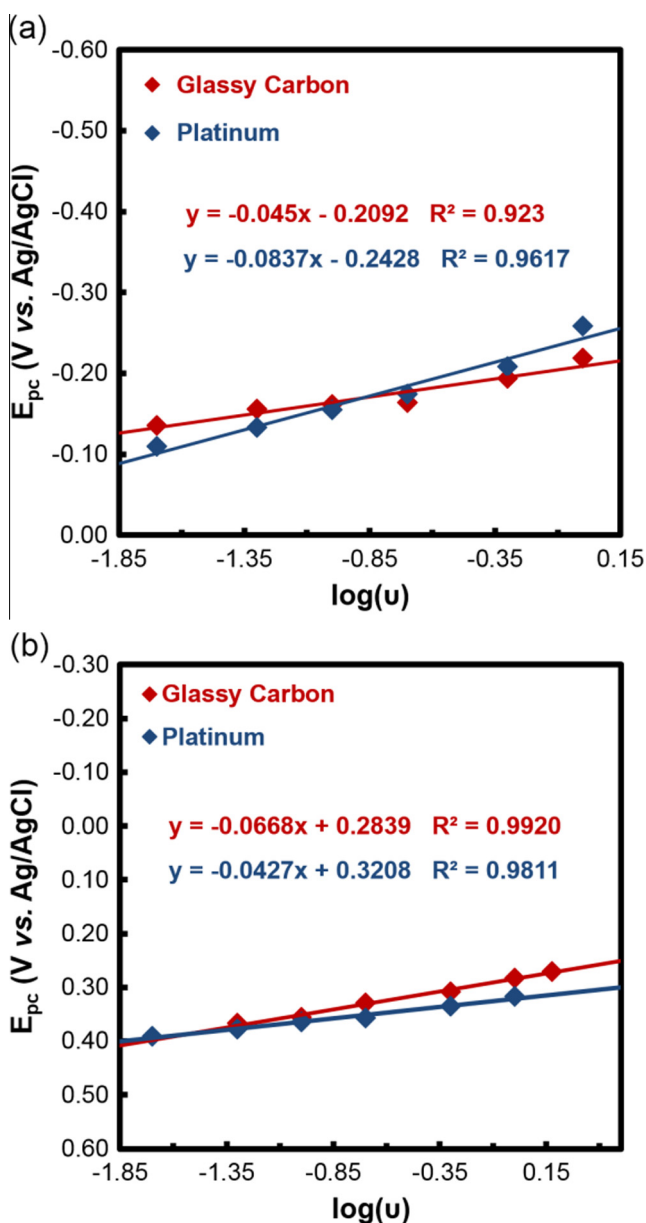 (a)
-0.60
Glassy Carbon
-0.50
Platinum
-0.40
y = -0.045x - 0.2092 R² = 0.923
y = -0.0837x - 0.2428 R² = 0.9617
-0.30
-0.20
-0.10
0.00
E_pc (V vs. Ag/AgCl)
-1.85 -1.35 -0.85 -0.35 0.15
log(υ)
(b)
-0.30
Glassy Carbon
-0.20
Platinum
-0.10
0.00
y = -0.0668x + 0.2839 R² = 0.9920
0.10
y = -0.0427x + 0.3208 R² = 0.9811
0.20
0.30
0.40
0.50
0.60
E_pc (V vs. Ag/AgCl)
-1.85 -1.35 -0.85 -0.35 0.15
log(υ)